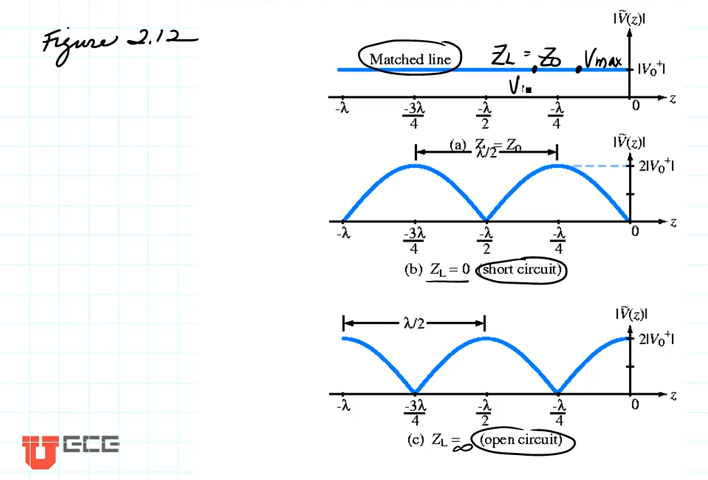 Figure 2.12
|Ṽ(z)|
Matched line
ZL = Z0
Vmax
|V0+|
-λ
-3λ/4
-λ/2
-λ/4
0
z
(a) ZL = Z0
λ/2
|Ṽ(z)|
2|V0+|
-λ
-3λ/4
-λ/2
-λ/4
0
z
(b) ZL = 0 (short circuit)
|Ṽ(z)|
λ/2
2|V0+|
-λ
-3λ/4
-λ/2
-λ/4
0
z
(c) ZL = ∞ (open circuit)
U ECE